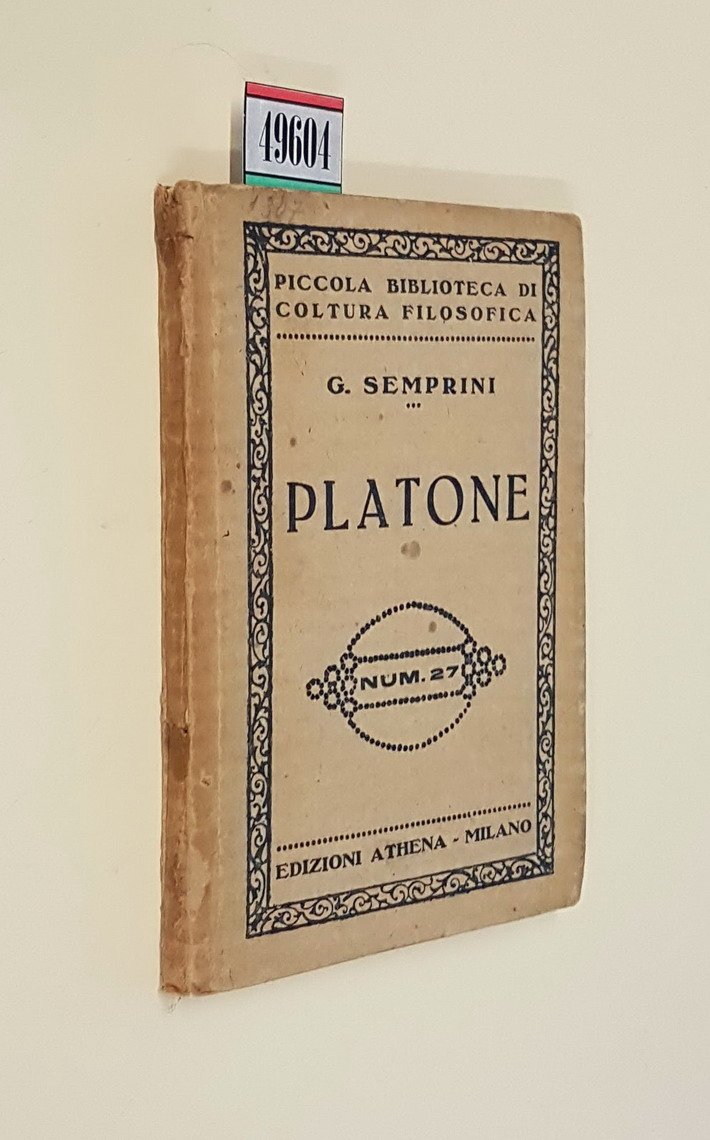 49604
PICCOLA BIBLIOTECA DI
COLTURA FILOSOFICA
G. SEMPRINI
PLATONE
NUM. 27
EDIZIONI ATHENA - MILANO